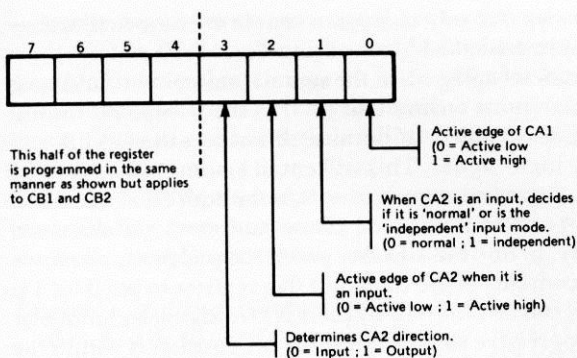 7 6 5 4 3 2 1 0
Active edge of CA1
(0 = Active low
1 = Active high)
This half of the register
is programmed in the same
manner as shown but applies
to CB1 and CB2
When CA2 is an input, decides
if it is 'normal' or is the
'independent' input mode.
(0 = normal ; 1 = independent)
Active edge of CA2 when it is
an input.
(0 = Active low ; 1 = Active high)
Determines CA2 direction.
(0 = Input ; 1 = Output)